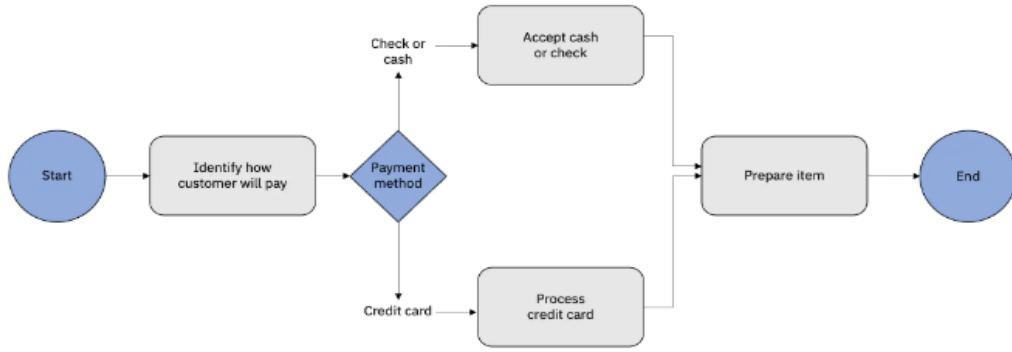 Start
Identify how
customer will pay
Payment
method
Check or
cash
Accept cash
or check
Credit card
Process
credit card
Prepare item
End